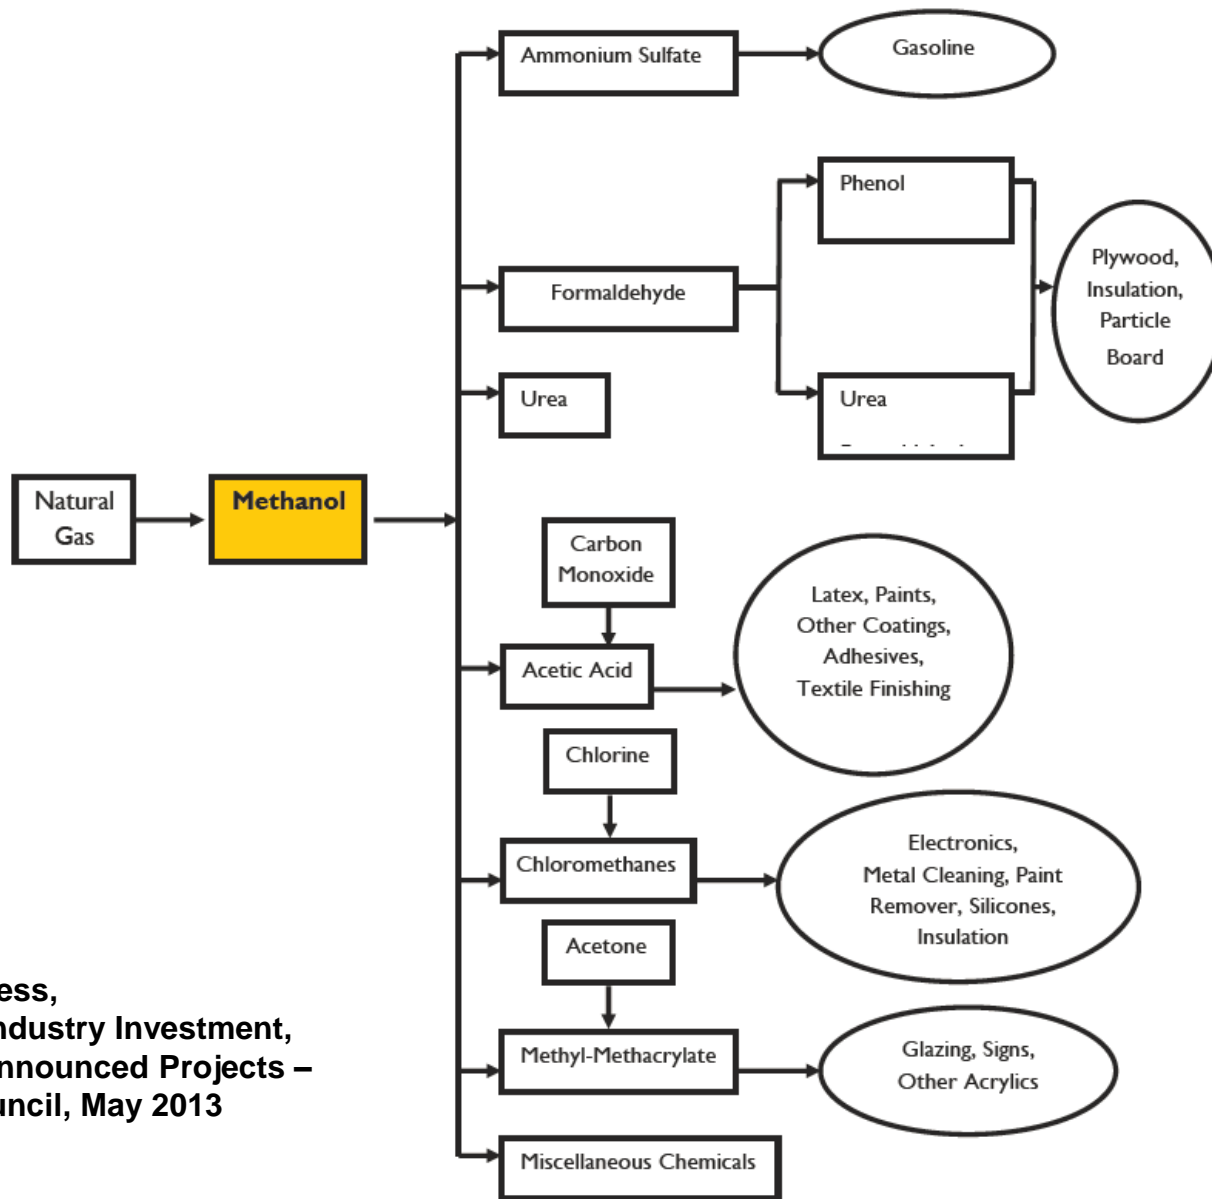 Ammonium Sulfate
Gasoline
Phenol
Formaldehyde
Plywood,
Insulation,
Particle
Board
Urea
Urea
Natural
Gas
Methanol
Carbon
Monoxide
Latex, Paints,
Other Coatings,
Adhesives,
Textile Finishing
Acetic Acid
Chlorine
Chloromethanes
Electronics,
Metal Cleaning, Paint
Remover, Silicones,
Insulation
Acetone
Methyl-Methacrylate
Glazing, Signs,
Other Acrylics
Miscellaneous Chemicals
ess,
ndustry Investment,
nnounced Projects –
uncil, May 2013